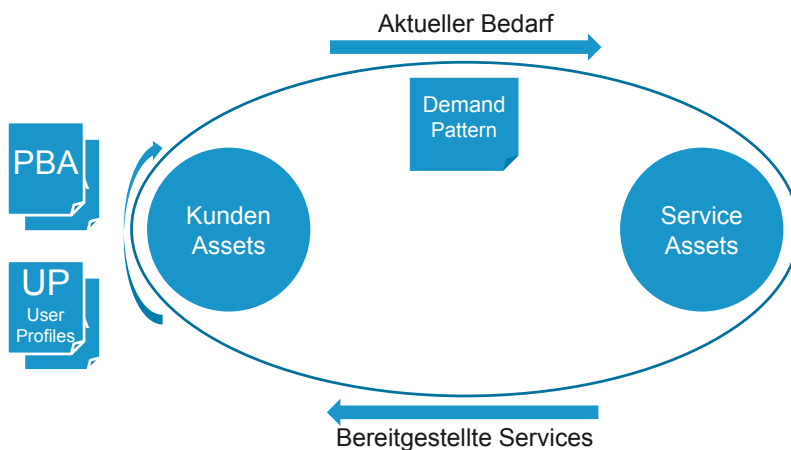 Aktueller Bedarf
Demand
Pattern
PBA
Kunden
Assets
Service
Assets
UP
User
Profiles
Bereitgestellte Services